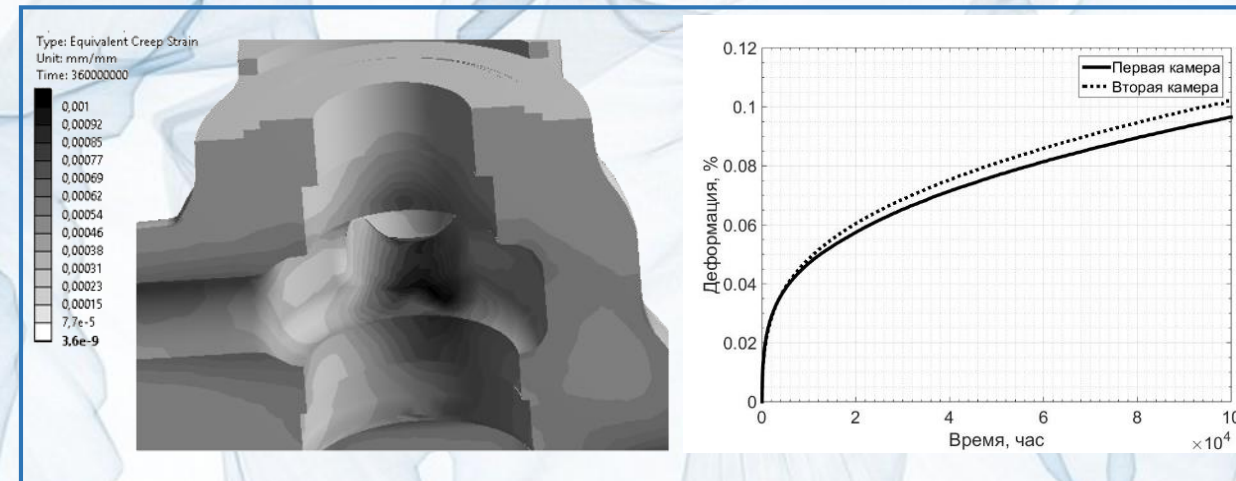 Type: Equivalent Creep Strain
Unit: mm/mm
Time: 360000000
0,001
0,00092
0,00085
0,00077
0,00069
0,00062
0,00054
0,00046
0,00038
0,00031
0,00023
0,00015
7,7e-5
3,6e-9
0.12
0.1
0.08
0.06
0.04
0.02
0
Деформация, %
Первая камера
Вторая камера
0 2 4 6 8 10
×10⁴
Время, час